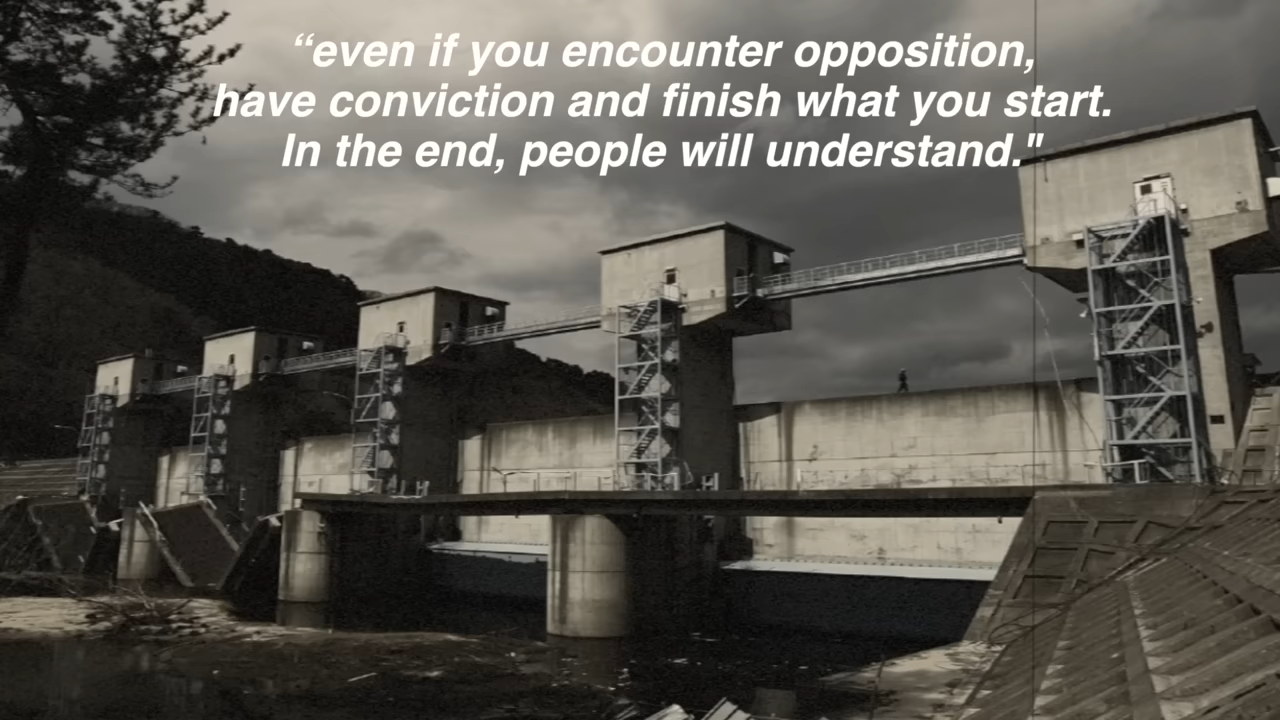 “even if you encounter opposition,
have conviction and finish what you start.
In the end, people will understand."